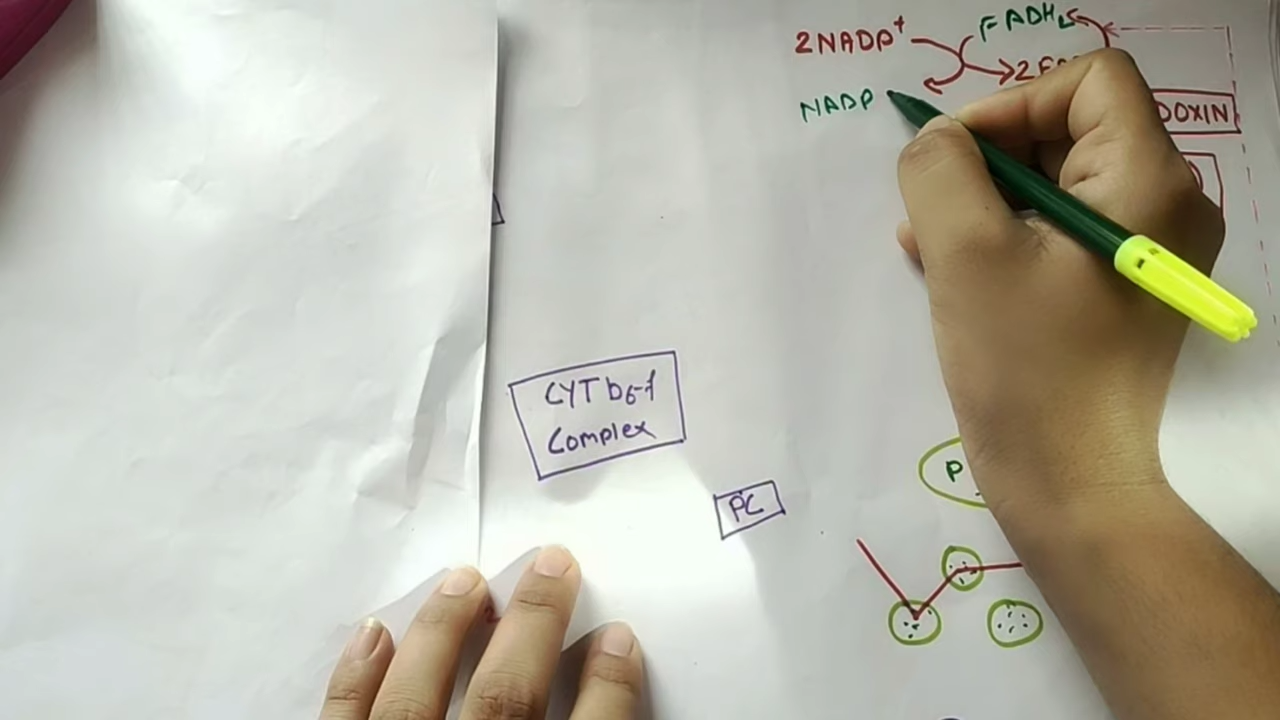 2NADP+
FADH2
NADP
DOXIN
CYT b6-f
Complex
PC
P